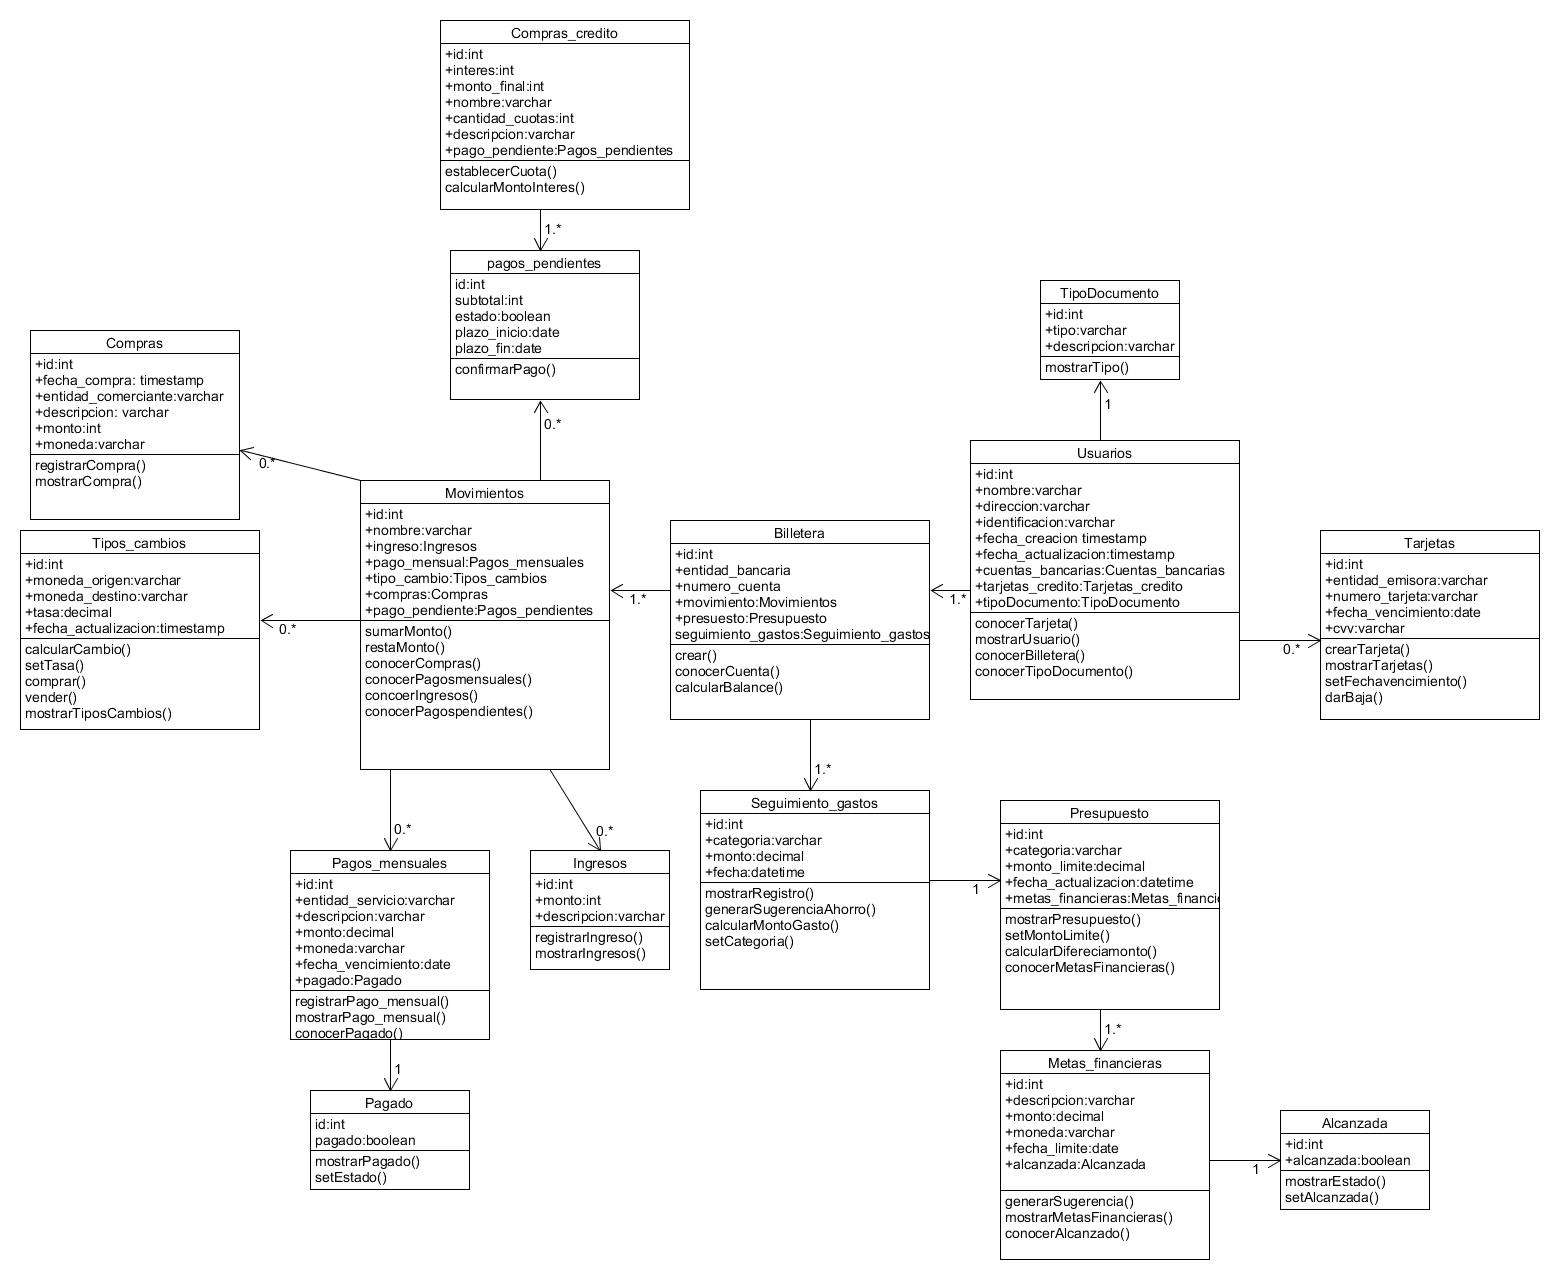 Compras_credito
+id:int
+interes:int
+monto_final:int
+nombre:varchar
+cantidad_cuotas:int
+descripcion:varchar
+pago_pendiente:Pagos_pendientes
establecerCuota()
calcularMontoInteres()
1.*
pagos_pendientes
id:int
subtotal:int
estado:boolean
plazo_inicio:date
plazo_fin:date
confirmarPago()
0.*
TipoDocumento
+id:int
+tipo:varchar
+descripcion:varchar
mostrarTipo()
1
Compras
+id:int
+fecha_compra: timestamp
+entidad_comerciante:varchar
+descripcion: varchar
+monto:int
+moneda:varchar
registrarCompra()
mostrarCompra()
0.*
Tipos_cambios
+id:int
+moneda_origen:varchar
+moneda_destino:varchar
+tasa:decimal
+fecha_actualizacion:timestamp
calcularCambio()
setTasa()
comprar()
vender()
mostrarTiposCambios()
0.*
Movimientos
+id:int
+nombre:varchar
+ingreso:Ingresos
+pago_mensual:Pagos_mensuales
+tipo_cambio:Tipos_cambios
+compras:Compras
+pago_pendiente:Pagos_pendientes
sumarMonto()
restaMonto()
conocerCompras()
conocerPagosmensuales()
concoerIngresos()
conocerPagospendientes()
1.*
Billetera
+id:int
+entidad_bancaria
+numero_cuenta
+movimiento:Movimientos
+presuesto:Presupuesto
seguimiento_gastos:Seguimiento_gastos
crear()
conocerCuenta()
calcularBalance()
1.*
Usuarios
+id:int
+nombre:varchar
+direccion:varchar
+identificacion:varchar
+fecha_creacion timestamp
+fecha_actualizacion:timestamp
+cuentas_bancarias:Cuentas_bancarias
+tarjetas_credito:Tarjetas_credito
+tipoDocumento:TipoDocumento
conocerTarjeta()
mostrarUsuario()
conocerBilletera()
conocerTipoDocumento()
0.*
Tarjetas
+id:int
+entidad_emisora:varchar
+numero_tarjeta:varchar
+fecha_vencimiento:date
+cvv:varchar
crearTarjeta()
mostrarTarjetas()
setFechavencimiento()
darBaja()
1.*
0.*
0.*
Pagos_mensuales
+id:int
+entidad_servicio:varchar
+descripcion:varchar
+monto:decimal
+moneda:varchar
+fecha_vencimiento:date
+pagado:Pagado
registrarPago_mensual()
mostrarPago_mensual()
conocerPagado()
1
Ingresos
+id:int
+monto:int
+descripcion:varchar
registrarIngreso()
mostrarIngresos()
Seguimiento_gastos
+id:int
+categoria:varchar
+monto:decimal
+fecha:datetime
mostrarRegistro()
generarSugerenciaAhorro()
calcularMontoGasto()
setCategoria()
1
Presupuesto
+id:int
+categoria:varchar
+monto_limite:decimal
+fecha_actualizacion:datetime
+metas_financieras:Metas_financi
mostrarPresupuesto()
setMontoLimite()
calcularDifereciamonto()
conocerMetasFinancieras()
1.*
Pagado
id:int
pagado:boolean
mostrarPagado()
setEstado()
Metas_financieras
+id:int
+descripcion:varchar
+monto:decimal
+moneda:varchar
+fecha_limite:date
+alcanzada:Alcanzada
generarSugerencia()
mostrarMetasFinancieras()
conocerAlcanzado()
1
Alcanzada
+id:int
+alcanzada:boolean
mostrarEstado()
setAlcanzada()